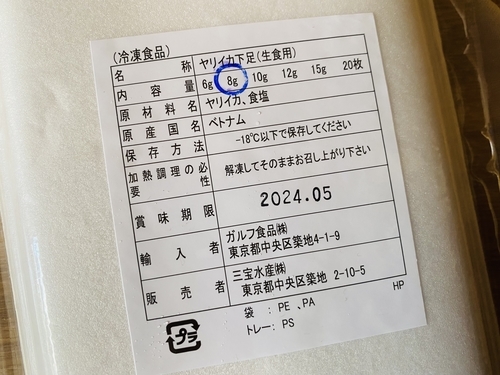 (冷凍食品)
名称 ヤリイカ下足(生食用)
内容量 6g 8g 10g 12g 15g 20枚
原材料名 ヤリイカ、食塩
原産国名 ベトナム
保存方法 -18℃以下で保存してください
加熱調理の必要性 解凍してそのままお召し上がり下さい
賞味期限 2024.05
輸入者 ガルフ食品㈱
東京都中央区築地4-1-9
販売者 三宝水産㈱
東京都中央区築地 2-10-5
袋 : PE 、PA
トレー: PS
HP
プラ